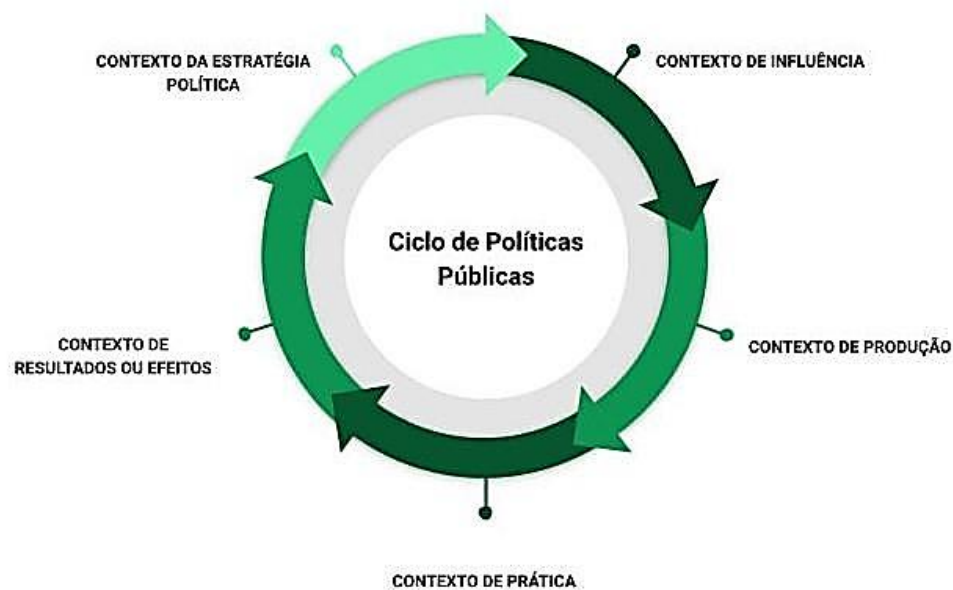 CONTEXTO DA ESTRATÉGIA
POLÍTICA
CONTEXTO DE INFLUÊNCIA
Ciclo de Políticas
Públicas
CONTEXTO DE
RESULTADOS OU EFEITOS
CONTEXTO DE PRODUÇÃO
CONTEXTO DE PRÁTICA